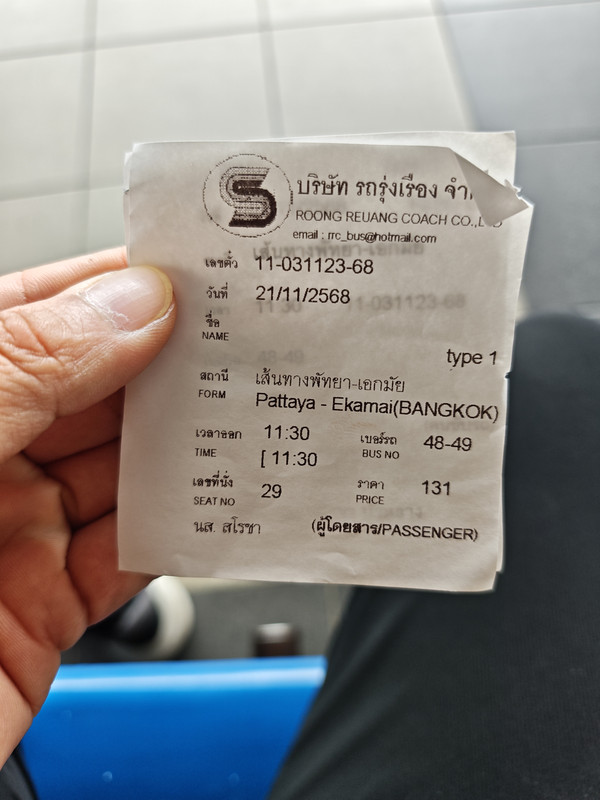 บริษัท รถรุ่งเรือง
ROONG REUANG COACH CO.,
email : rrc_bus@hotmail.com
เลขตั๋ว 11-031123-68
วันที่ 21/11/2568
ชื่อ
NAME
type 1
สถานี เส้นทางพัทยา-เอกมัย
FORM Pattaya - Ekamai(BANGKOK)
เวลาออก 11:30 เบอร์รถ 48-49
TIME [ 11:30 BUS NO
เลขที่นั่ง 29 ราคา 131
SEAT NO PRICE
นส. สโรชา (ผู้โดยสาร/PASSENGER)